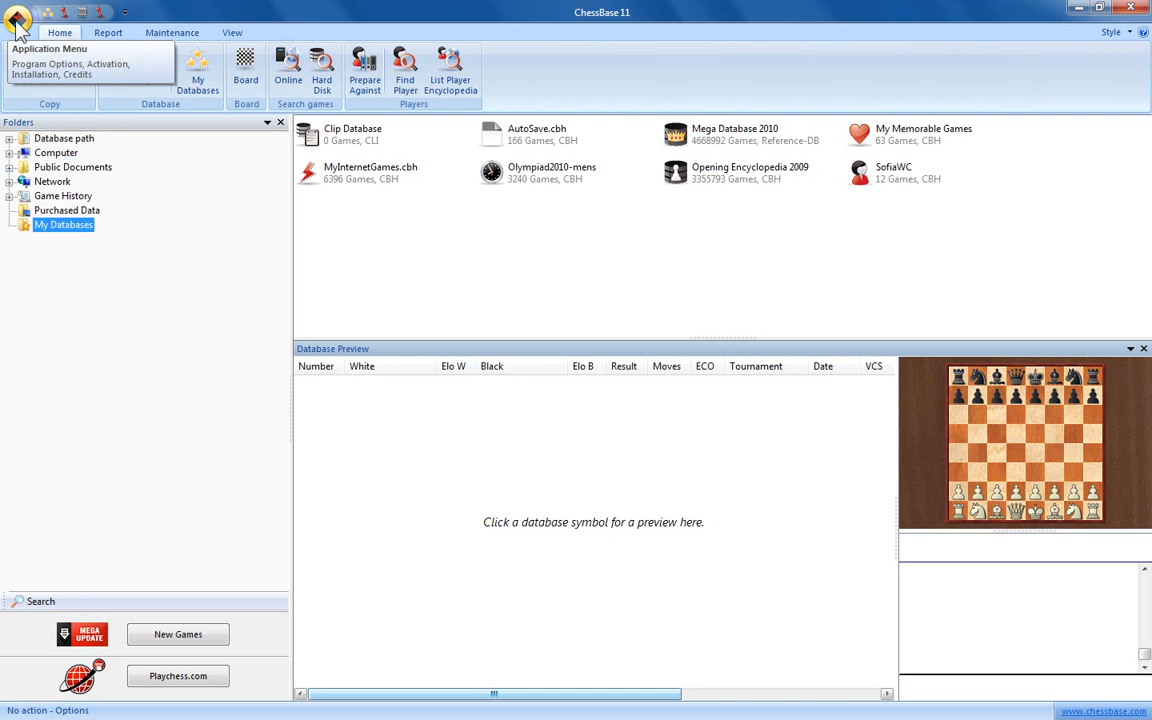 ChessBase 11
Home Report Maintenance View Style
Application Menu
Program Options, Activation,
Installation, Credits
My
Databases
Board
Online
Hard
Disk
Prepare
Against
Find
Player
List Player
Encyclopedia
Copy Database Board Search games Players
Folders
Database path
Computer
Public Documents
Network
Game History
Purchased Data
My Databases
Clip Database
0 Games, CLI
AutoSave.cbh
166 Games, CBH
Mega Database 2010
4668992 Games, Reference-DB
My Memorable Games
63 Games, CBH
MyInternetGames.cbh
6396 Games, CBH
Olympiad2010-mens
3240 Games, CBH
Opening Encyclopedia 2009
3355793 Games, CBH
SofiaWC
12 Games, CBH
Database Preview
Number White Elo W Black Elo B Result Moves ECO Tournament Date VCS
Click a database symbol for a preview here.
Search
MEGA
UPDATE
New Games
Playchess.com
No action - Options
www.chessbase.com